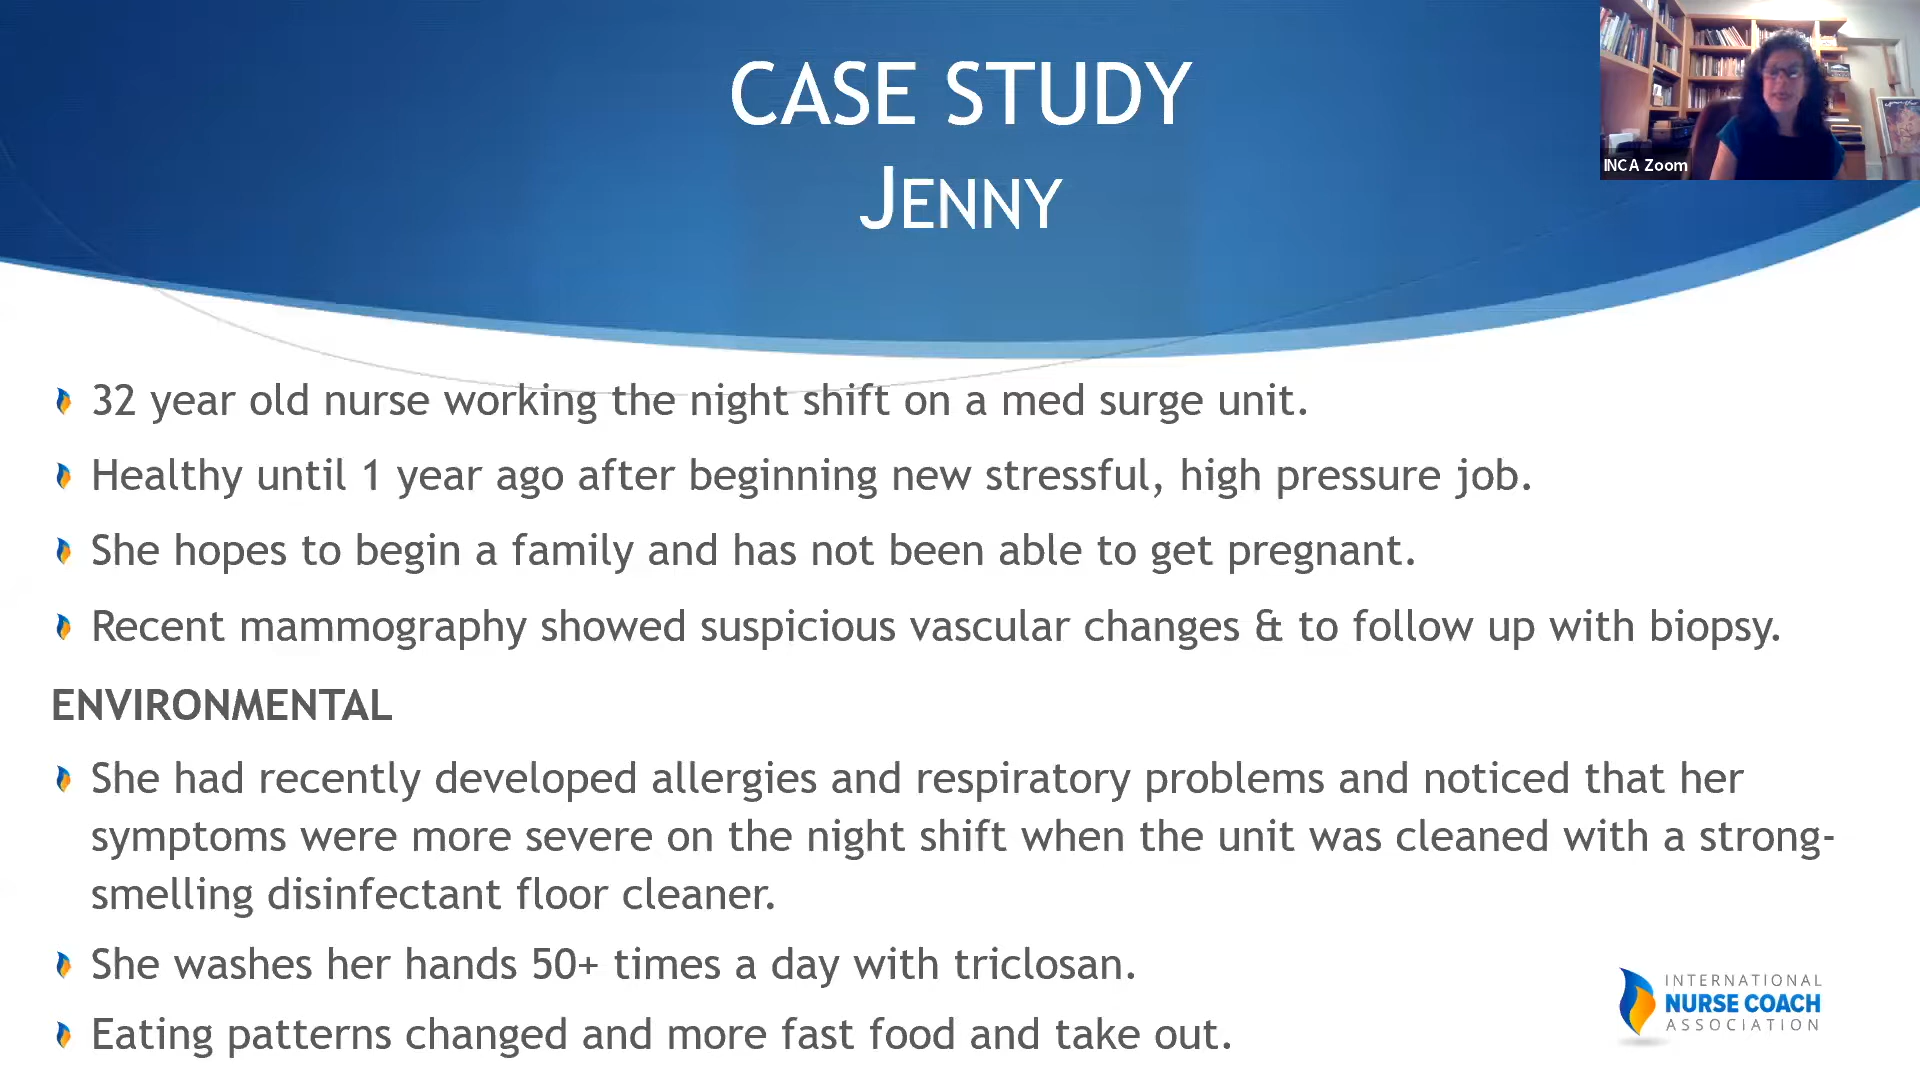 CASE STUDY
JENNY
INCA Zoom
32 year old nurse working the night shift on a med surge unit.
Healthy until 1 year ago after beginning new stressful, high pressure job.
She hopes to begin a family and has not been able to get pregnant.
Recent mammography showed suspicious vascular changes & to follow up with biopsy.
ENVIRONMENTAL
She had recently developed allergies and respiratory problems and noticed that her
symptoms were more severe on the night shift when the unit was cleaned with a strong-
smelling disinfectant floor cleaner.
She washes her hands 50+ times a day with triclosan.
Eating patterns changed and more fast food and take out.
INTERNATIONAL
NURSE COACH
ASSOCIATION